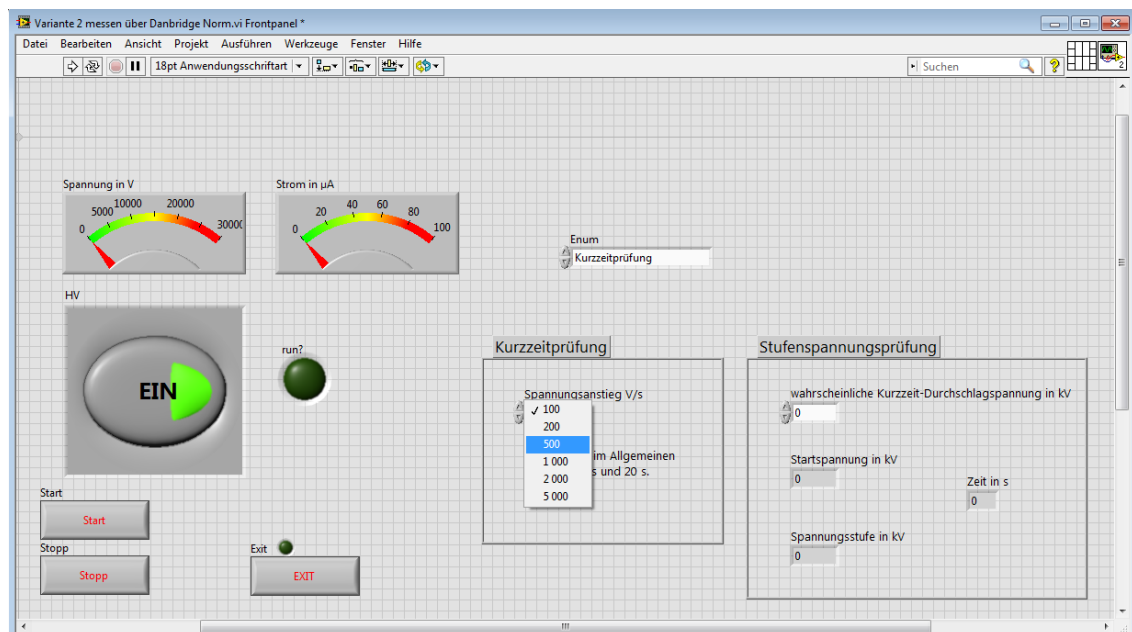 Variante 2 messen über Danbridge Norm.vi Frontpanel *
Datei Bearbeiten Ansicht Projekt Ausführen Werkzeuge Fenster Hilfe
18pt Anwendungsschriftart
Suchen
2
Spannung in V
0 5000 10000 20000 30000
Strom in µA
0 20 40 60 80 100
Enum
Kurzzeitprüfung
HV
EIN
run?
Kurzzeitprüfung
Spannungsanstieg V/s
✓ 100
200
500
1 000
2 000
5 000
im Allgemeinen
s und 20 s.
Stufenspannungsprüfung
wahrscheinliche Kurzzeit-Durchschlagspannung in kV
0
Startspannung in kV
0
Zeit in s
0
Spannungsstufe in kV
0
Start
Start
Stopp
Stopp
Exit
EXIT